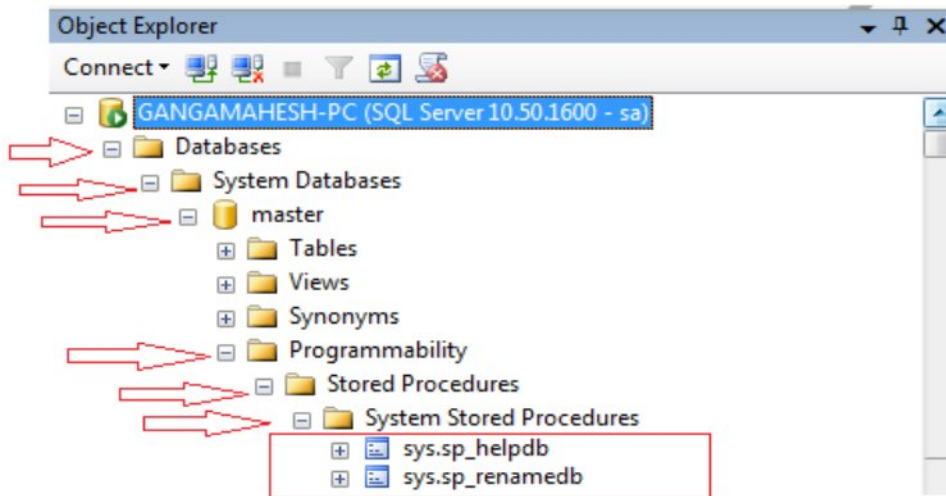 Object Explorer
Connect
GANGAMAHESH-PC (SQL Server 10.50.1600 - sa)
Databases
System Databases
master
Tables
Views
Synonyms
Programmability
Stored Procedures
System Stored Procedures
sys.sp_helpdb
sys.sp_renamedb